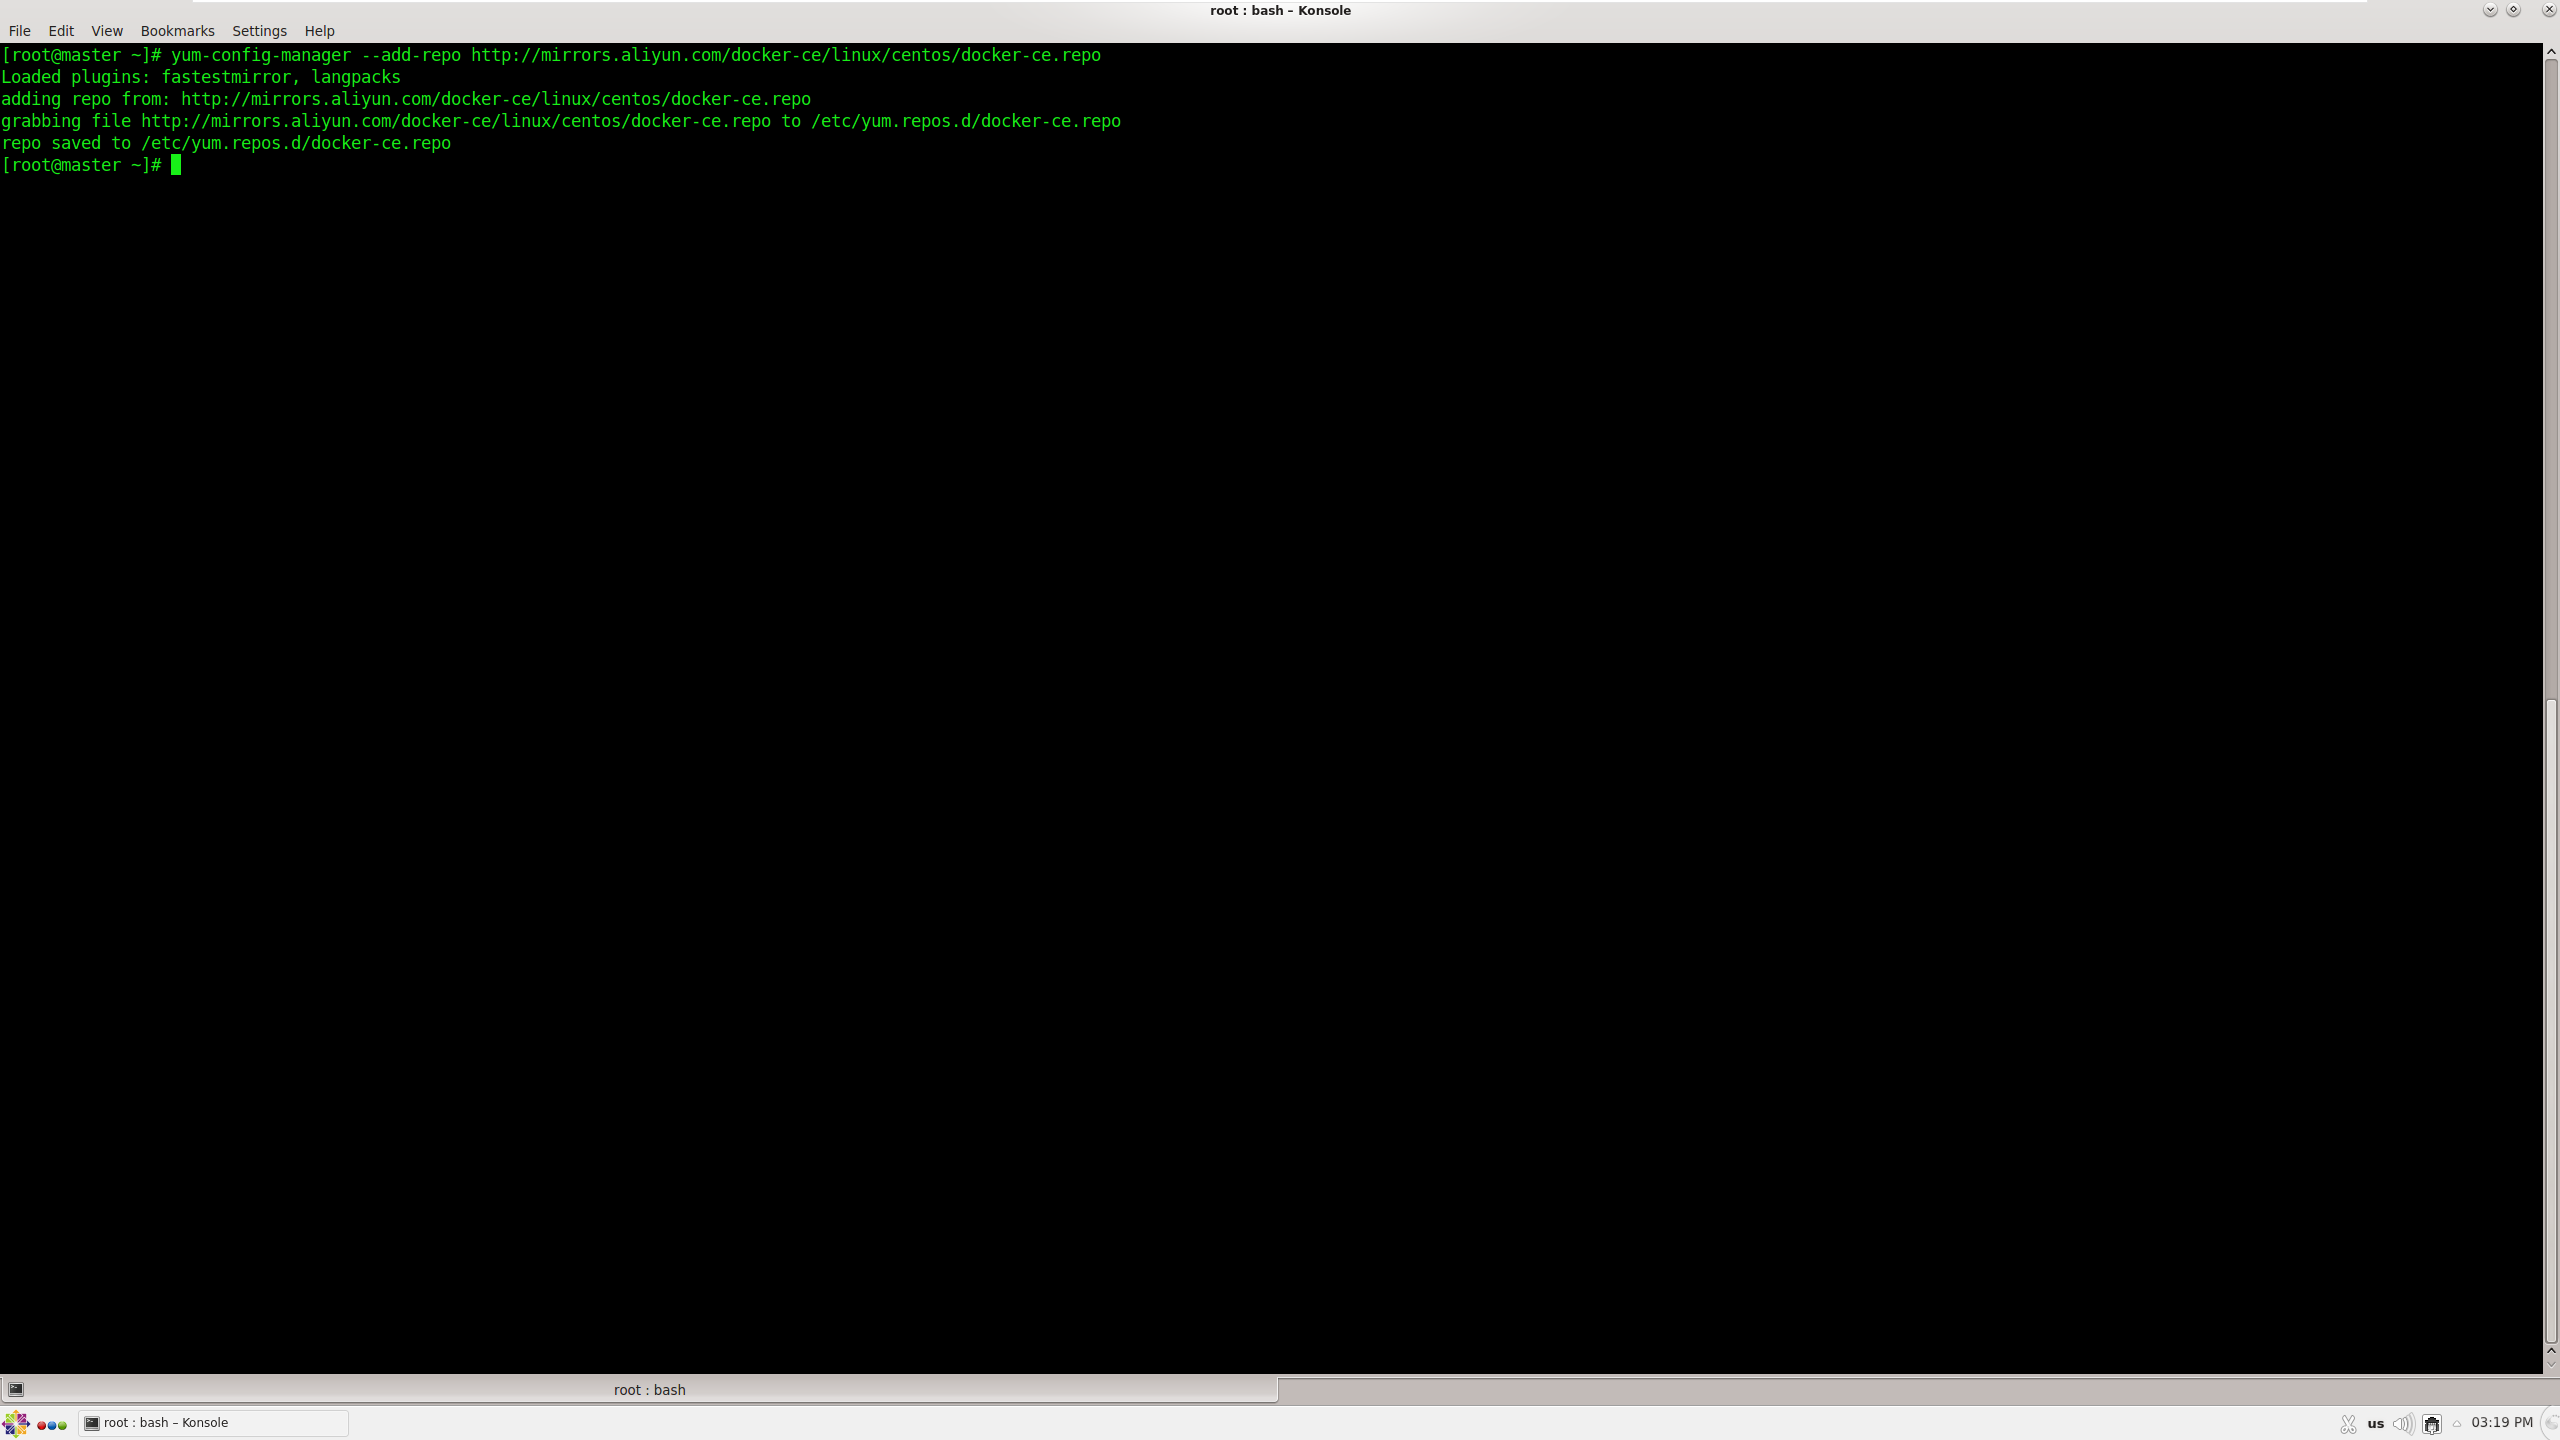 root : bash – Konsole
File Edit View Bookmarks Settings Help
[root@master ~]# yum-config-manager --add-repo http://mirrors.aliyun.com/docker-ce/linux/centos/docker-ce.repo
Loaded plugins: fastestmirror, langpacks
adding repo from: http://mirrors.aliyun.com/docker-ce/linux/centos/docker-ce.repo
grabbing file http://mirrors.aliyun.com/docker-ce/linux/centos/docker-ce.repo to /etc/yum.repos.d/docker-ce.repo
repo saved to /etc/yum.repos.d/docker-ce.repo
[root@master ~]#
root : bash
root : bash – Konsole us 03:19 PM